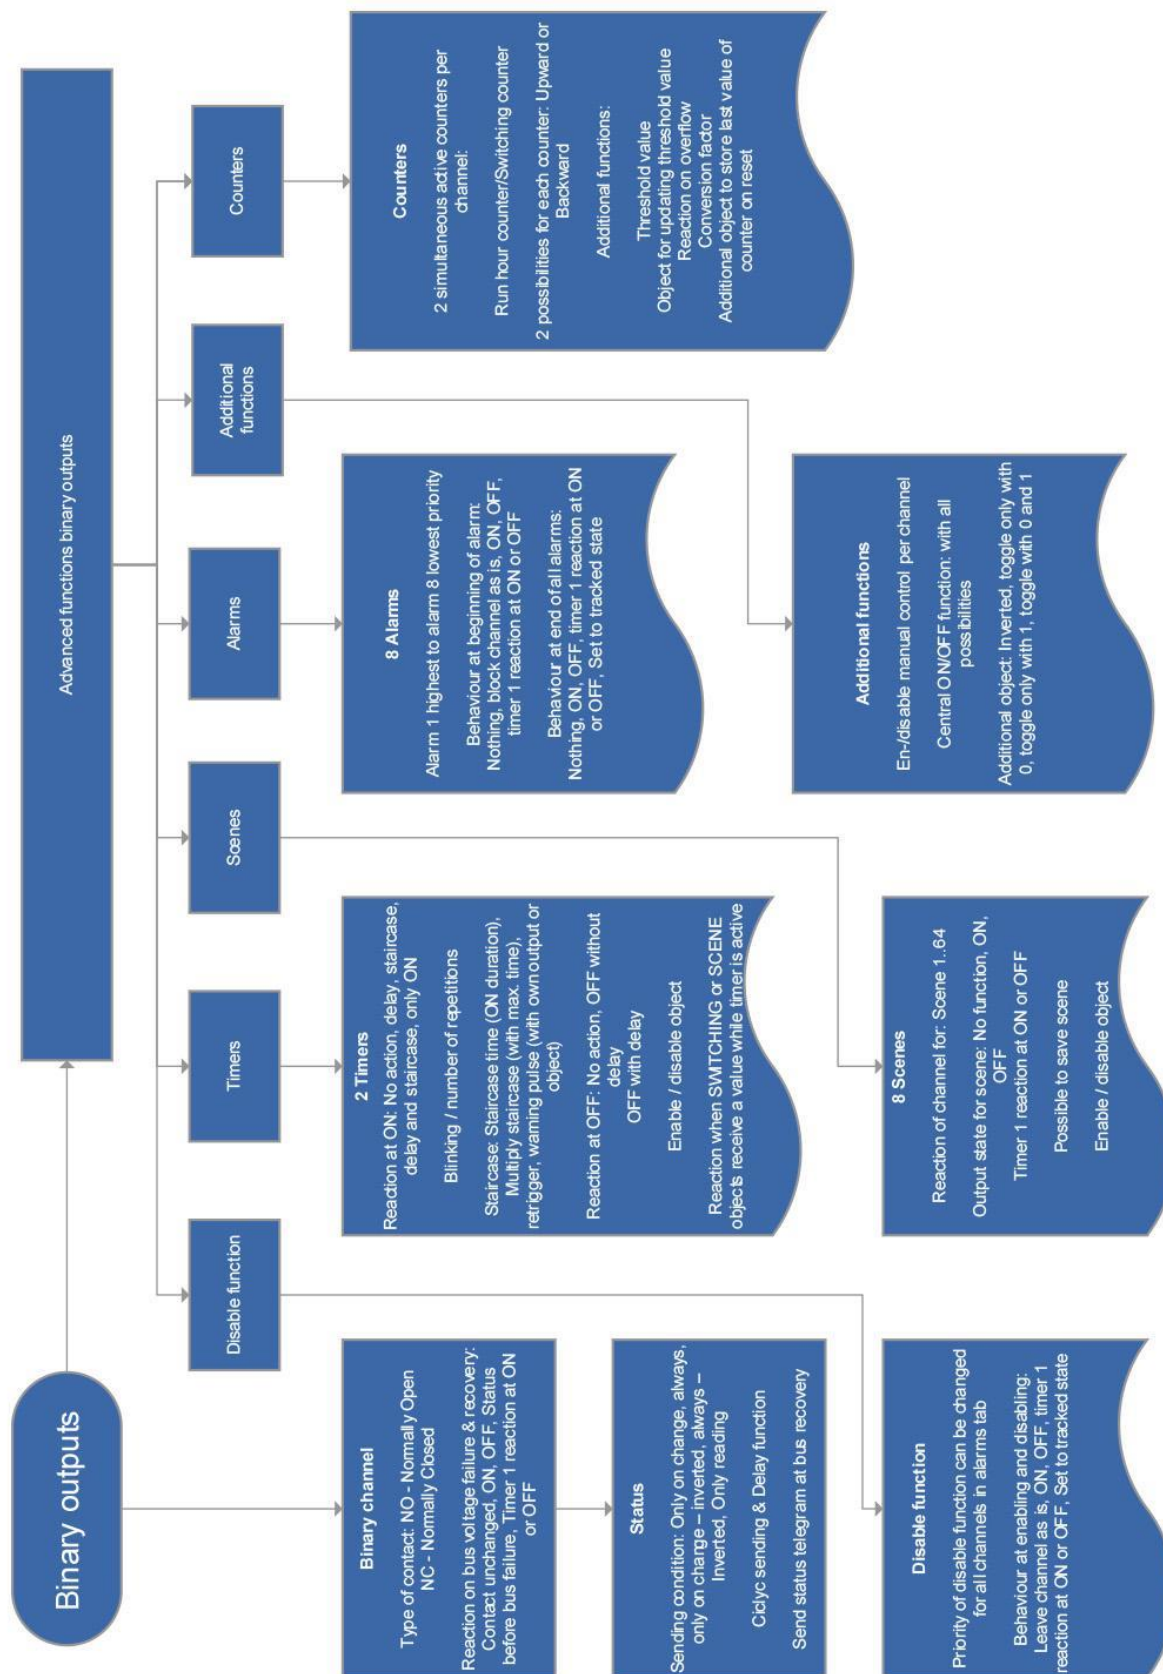 Binary outputs
Advanced functions binary outputs
Disable function
Timers
Scenes
Alarms
Additional
functions
Counters
Binary channel
Type of contact: NO - Normally Open
NC - Normally Closed
Reaction on bus voltage failure & recovery:
Contact unchanged, ON, OFF, Status
before bus failure, Timer 1 reaction at ON
or OFF
Status
Sending condition: Only on change, always,
only on change – inverted, always –
Inverted, Only reading
Ciclyc sending & Delay function
Send status telegram at bus recovery
Disable function
Priority of disable function can be changed
for all channels in alarms tab
Behaviour at enabling and disabling:
Leave channel as is, ON, OFF, timer 1
reaction at ON or OFF, Set to tracked state
2 Timers
Reaction at ON: No action, delay, staircase,
delay and staircase, only ON
Blinking / number of repetitions
Staircase: Staircase time (ON duration),
Multiply staircase (with max. time),
retrigger, warning pulse (with own output or
object)
Reaction at OFF: No action, OFF without
delay
OFF with delay
Enable / disable object
Reaction when SWITCHING or SCENE
objects receive a value while timer is active
8 Scenes
Reaction of channel for: Scene 1..64
Output state for scene: No function, ON,
OFF
Timer 1 reaction at ON or OFF
Possible to save scene
Enable / disable object
8 Alarms
Alarm 1 highest to alarm 8 lowest priority
Behaviour at beginning of alarm:
Nothing, block channel as is, ON, OFF,
timer 1 reaction at ON or OFF
Behaviour at end of all alarms:
Nothing, ON, OFF, timer 1 reaction at ON
or OFF, Set to tracked state
Additional functions
En-/disable manual control per channel
Central ON/OFF function: with all
possibilities
Additional object: Inverted, toggle only with
0, toggle only with 1, toggle with 0 and 1
Counters
2 simultaneous active counters per
channel:
Run hour counter/Switching counter
2 possibilities for each counter: Upward or
Backward
Additional functions:
Threshold value
Object for updating threshold value
Reaction on overflow
Conversion factor
Additional object to store last value of
counter on reset